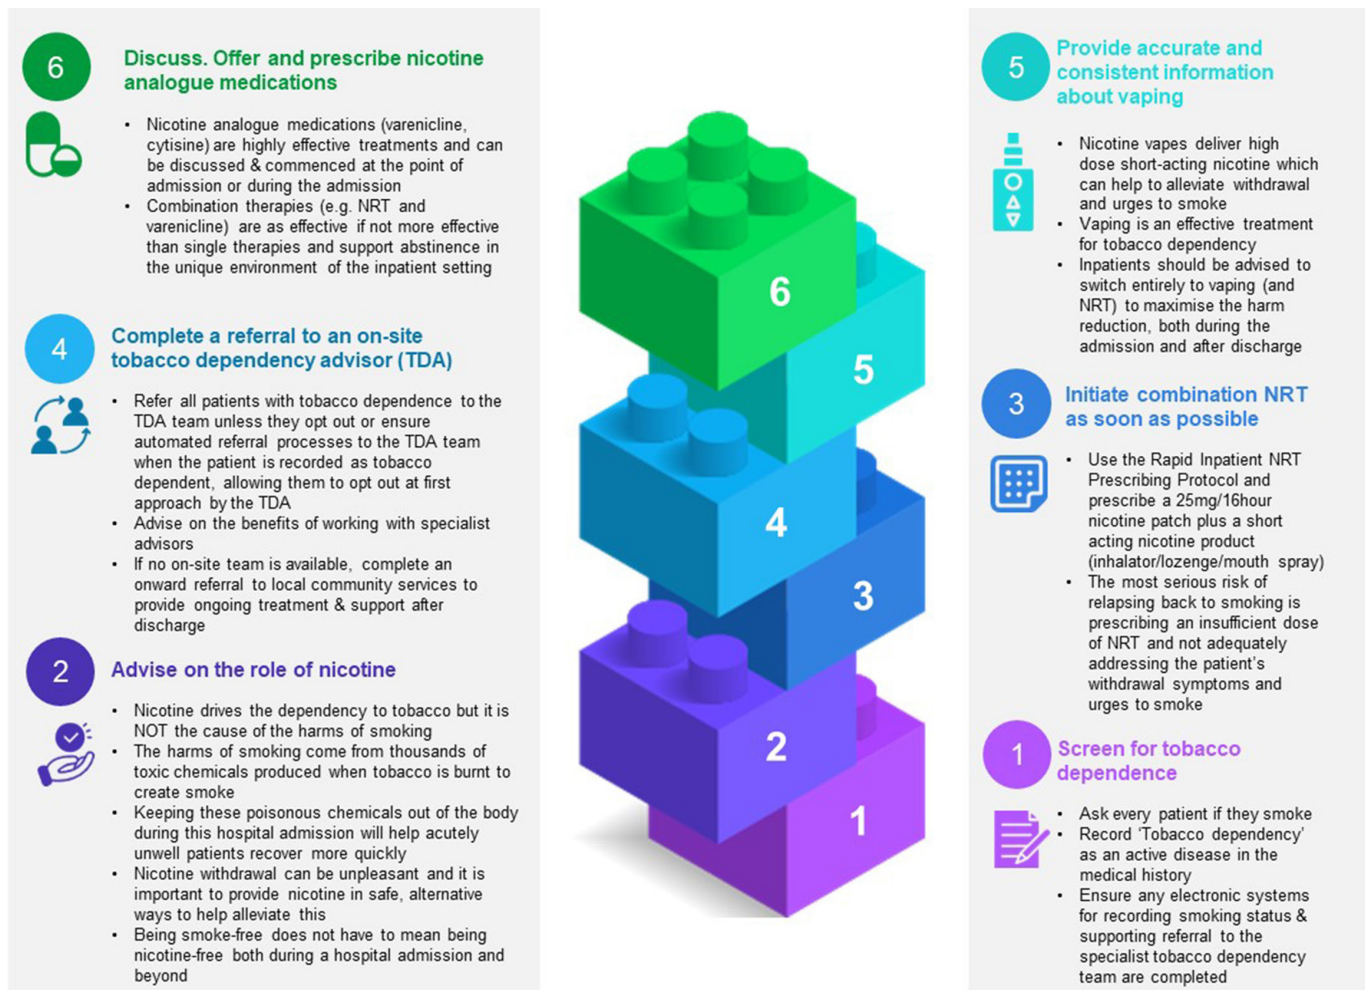 6
Discuss. Offer and prescribe nicotine
analogue medications
• Nicotine analogue medications (varenicline,
cytisine) are highly effective treatments and can
be discussed & commenced at the point of
admission or during the admission
• Combination therapies (e.g. NRT and
varenicline) are as effective if not more effective
than single therapies and support abstinence in
the unique environment of the inpatient setting
4
Complete a referral to an on-site
tobacco dependency advisor (TDA)
• Refer all patients with tobacco dependence to the
TDA team unless they opt out or ensure
automated referral processes to the TDA team
when the patient is recorded as tobacco
dependent, allowing them to opt out at first
approach by the TDA
• Advise on the benefits of working with specialist
advisors
• If no on-site team is available, complete an
onward referral to local community services to
provide ongoing treatment & support after
discharge
2
Advise on the role of nicotine
• Nicotine drives the dependency to tobacco but it is
NOT the cause of the harms of smoking
• The harms of smoking come from thousands of
toxic chemicals produced when tobacco is burnt to
create smoke
• Keeping these poisonous chemicals out of the body
during this hospital admission will help acutely
unwell patients recover more quickly
• Nicotine withdrawal can be unpleasant and it is
important to provide nicotine in safe, alternative
ways to help alleviate this
• Being smoke-free does not have to mean being
nicotine-free both during a hospital admission and
beyond
6
5
4
3
2
1
5
Provide accurate and
consistent information
about vaping
• Nicotine vapes deliver high
dose short-acting nicotine which
can help to alleviate withdrawal
and urges to smoke
• Vaping is an effective treatment
for tobacco dependency
• Inpatients should be advised to
switch entirely to vaping (and
NRT) to maximise the harm
reduction, both during the
admission and after discharge
3
Initiate combination NRT
as soon as possible
• Use the Rapid Inpatient NRT
Prescribing Protocol and
prescribe a 25mg/16hour
nicotine patch plus a short
acting nicotine product
(inhalator/lozenge/mouth spray)
• The most serious risk of
relapsing back to smoking is
prescribing an insufficient dose
of NRT and not adequately
addressing the patient's
withdrawal symptoms and
urges to smoke
1
Screen for tobacco
dependence
• Ask every patient if they smoke
• Record ‘Tobacco dependency’
as an active disease in the
medical history
• Ensure any electronic systems
for recording smoking status &
supporting referral to the
specialist tobacco dependency
team are completed